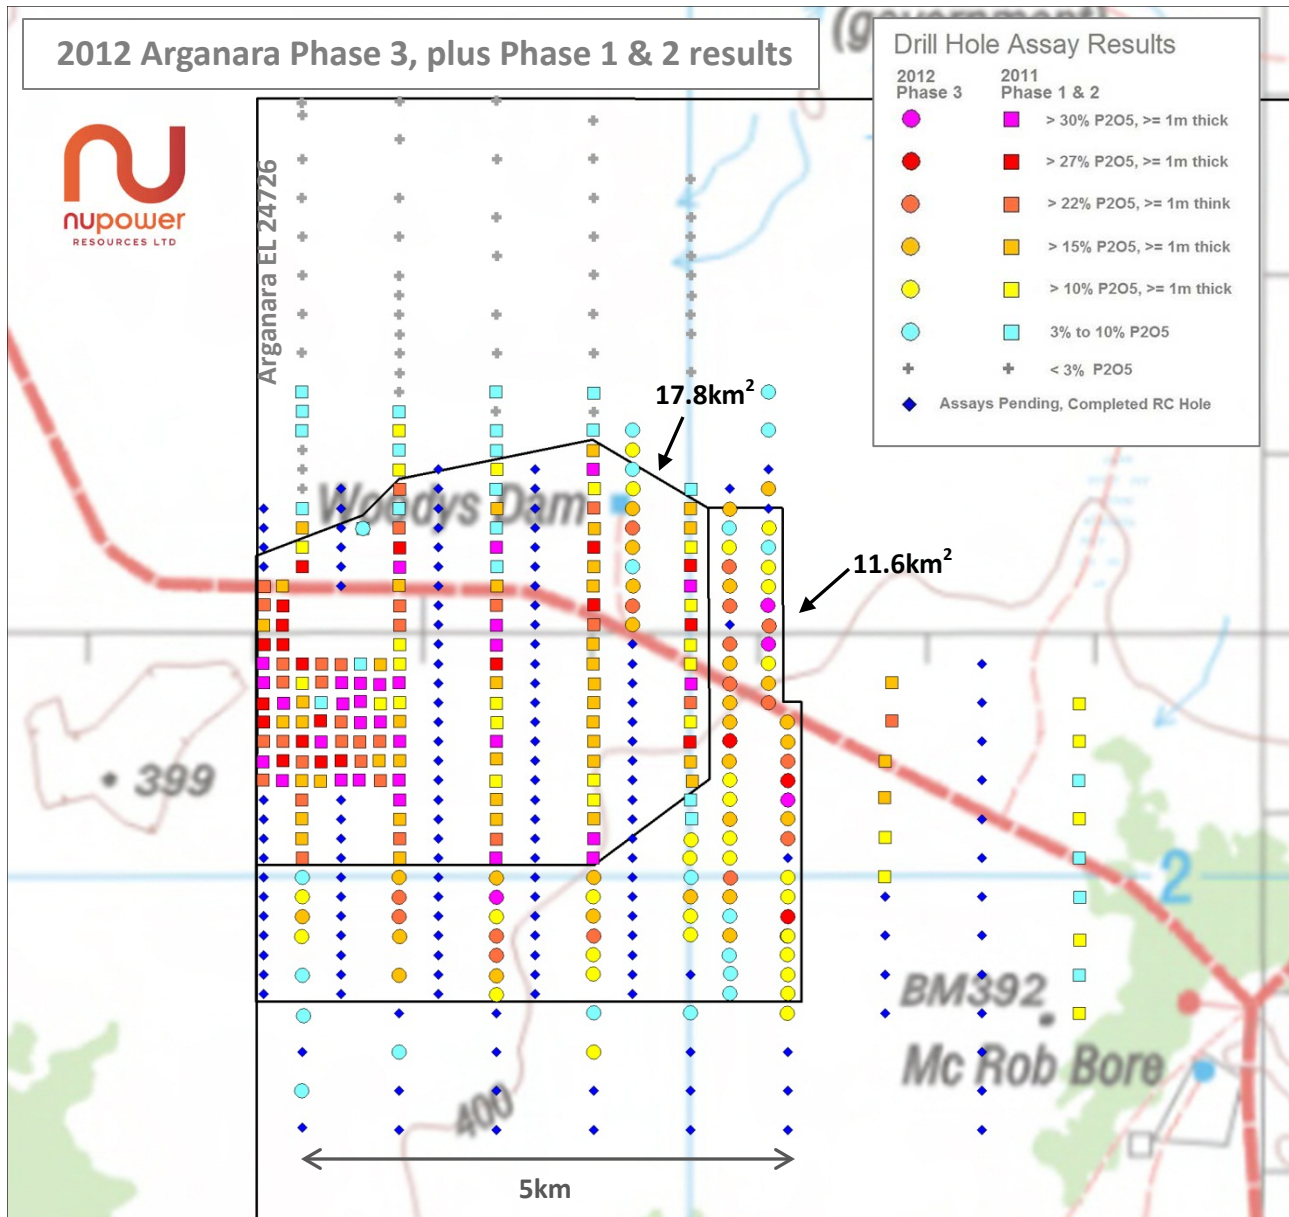 2012 Arganara Phase 3, plus Phase 1 & 2 results
Drill Hole Assay Results
2012
Phase 3
2011
Phase 1 & 2
> 30% P2O5, >= 1m thick
> 27% P2O5, >= 1m thick
> 22% P2O5, >= 1m think
> 15% P2O5, >= 1m thick
> 10% P2O5, >= 1m thick
3% to 10% P2O5
< 3% P2O5
Assays Pending, Completed RC Hole
nupower
RESOURCES LTD
Arganara EL 24726
17.8km²
Woodys Dam
11.6km²
399
2
BM392
Mc Rob Bore
400
5km